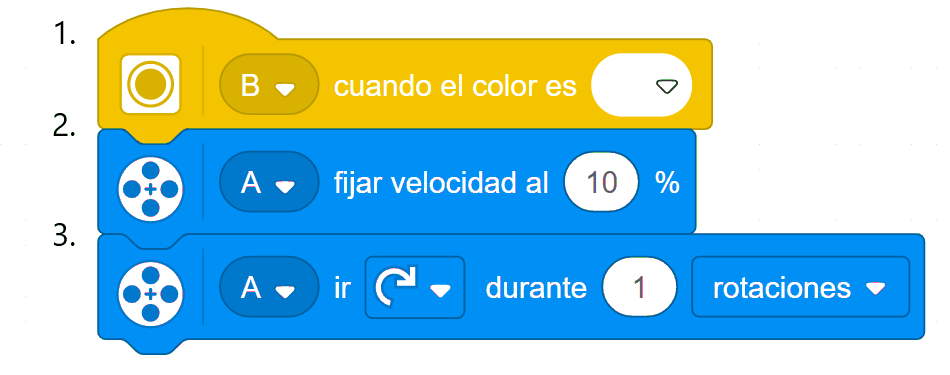 1.
B cuando el color es
2.
A fijar velocidad al 10 %
3.
A ir durante 1 rotaciones